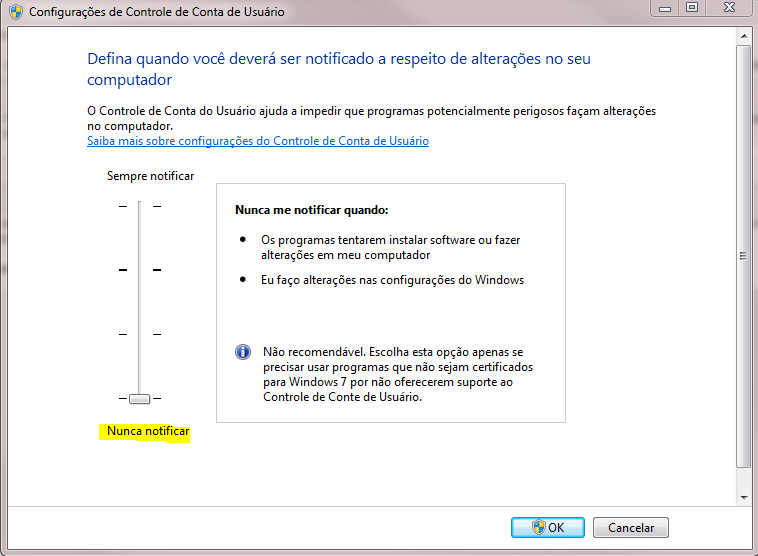 Configurações de Controle de Conta de Usuário
Defina quando você deverá ser notificado a respeito de alterações no seu
computador
O Controle de Conta do Usuário ajuda a impedir que programas potencialmente perigosos façam alterações
no computador.
Saiba mais sobre configurações do Controle de Conta de Usuário
Sempre notificar
Nunca me notificar quando:
Os programas tentarem instalar software ou fazer
alterações em meu computador
Eu faço alterações nas configurações do Windows
Não recomendável. Escolha esta opção apenas se
precisar usar programas que não sejam certificados
para Windows 7 por não oferecerem suporte ao
Controle de Conte de Usuário.
Nunca notificar
OK
Cancelar